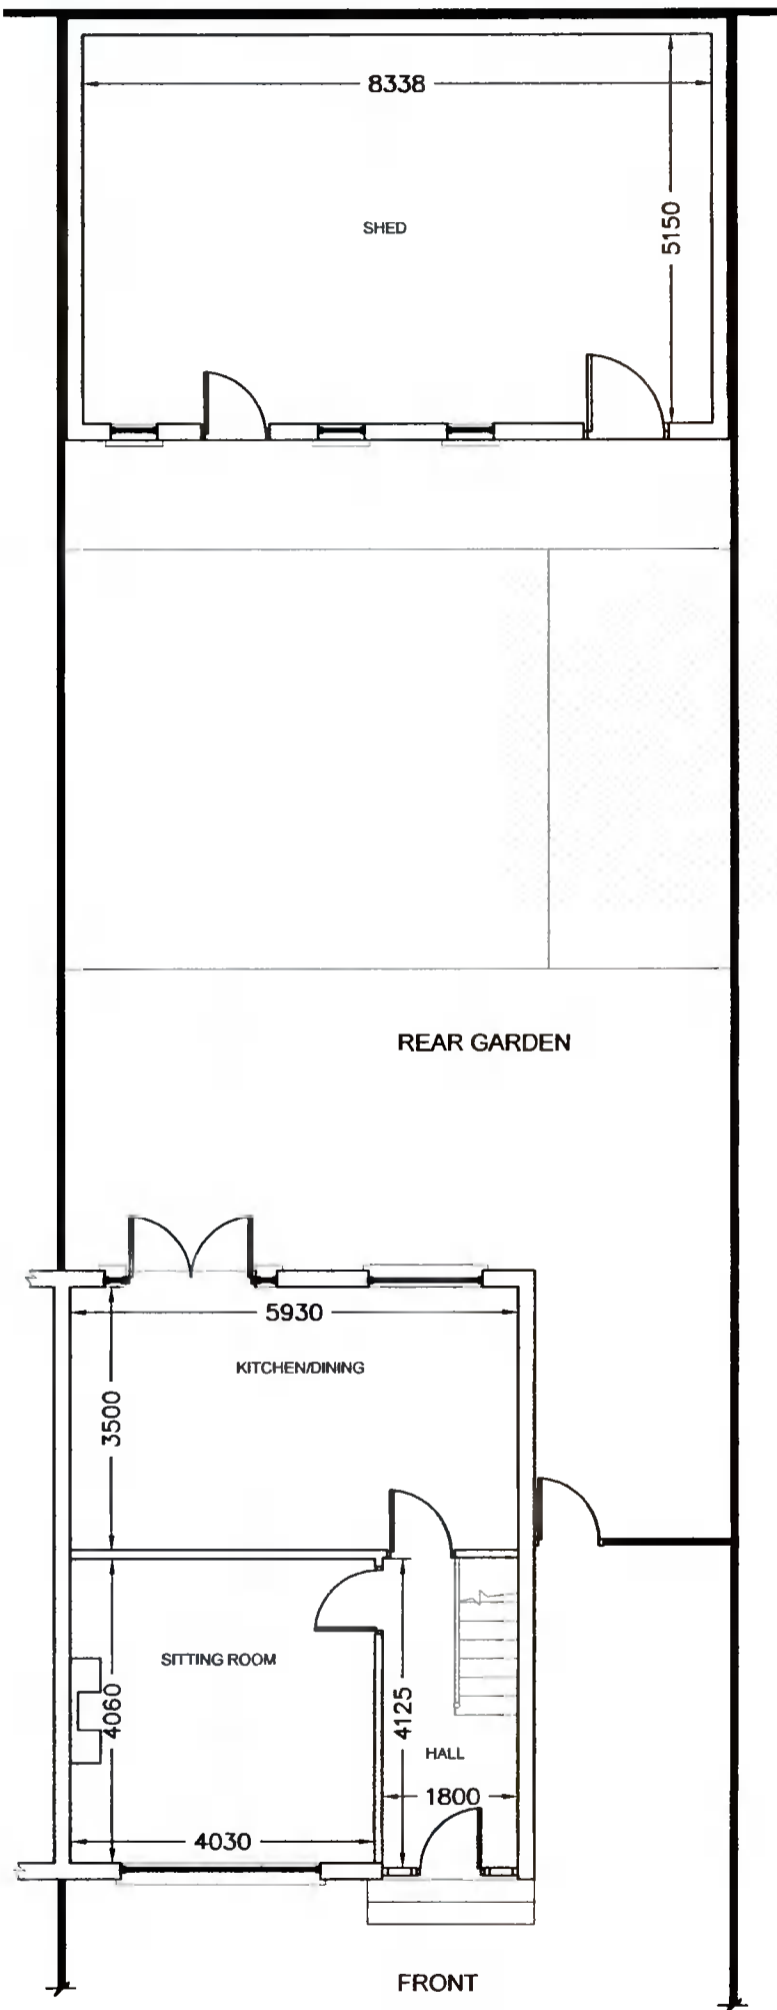 8338
SHED
5150
REAR GARDEN
5930
KITCHEN/DINING
3500
SITTING ROOM
4060
4125
HALL
1800
4030
FRONT